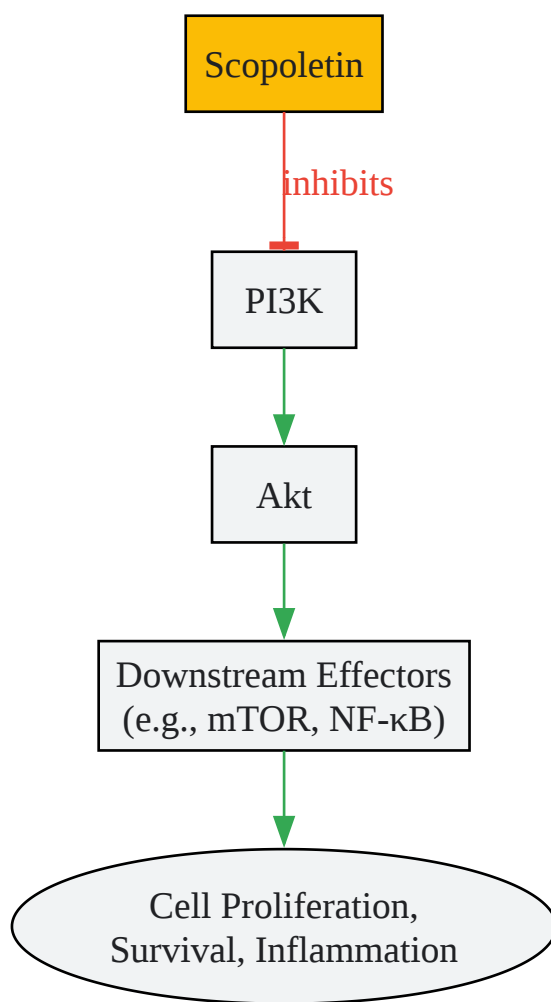 Scopoletin
inhibits
PI3K
Akt
Downstream Effectors
(e.g., mTOR, NF-κB)
Cell Proliferation,
Survival, Inflammation